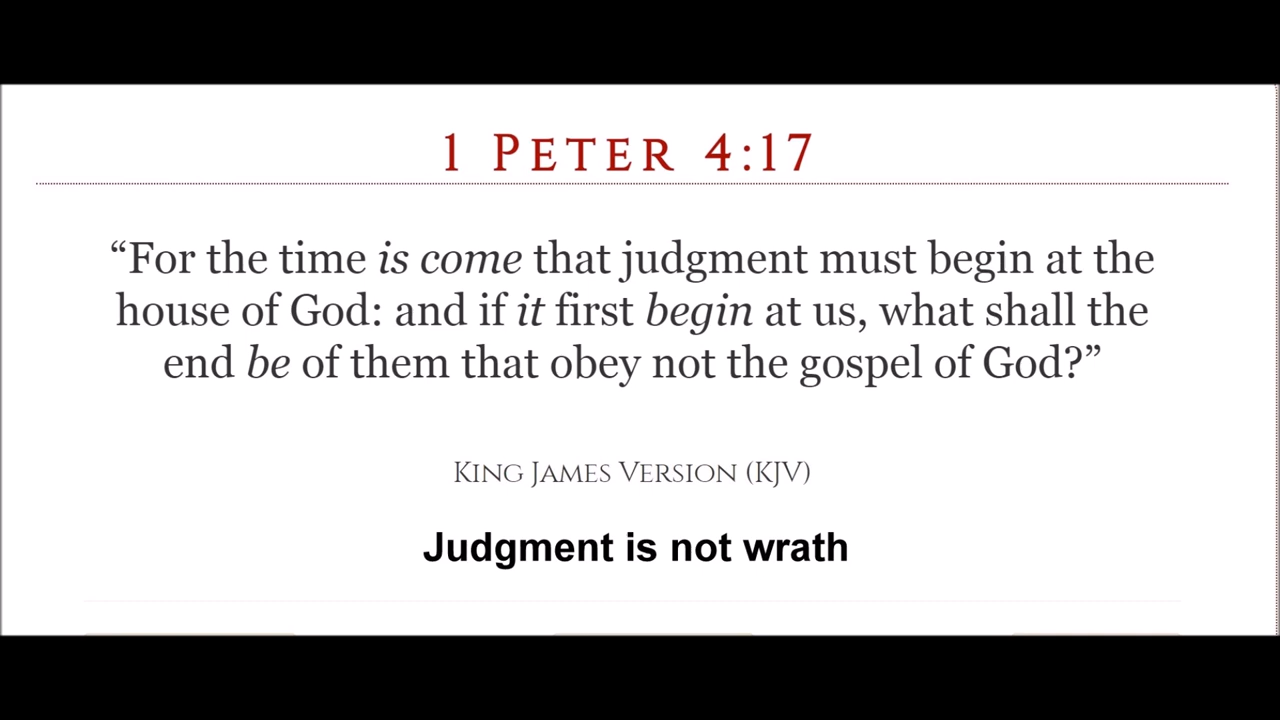 1 PETER 4:17
“For the time is come that judgment must begin at the
house of God: and if it first begin at us, what shall the
end be of them that obey not the gospel of God?”
KING JAMES VERSION (KJV)
Judgment is not wrath